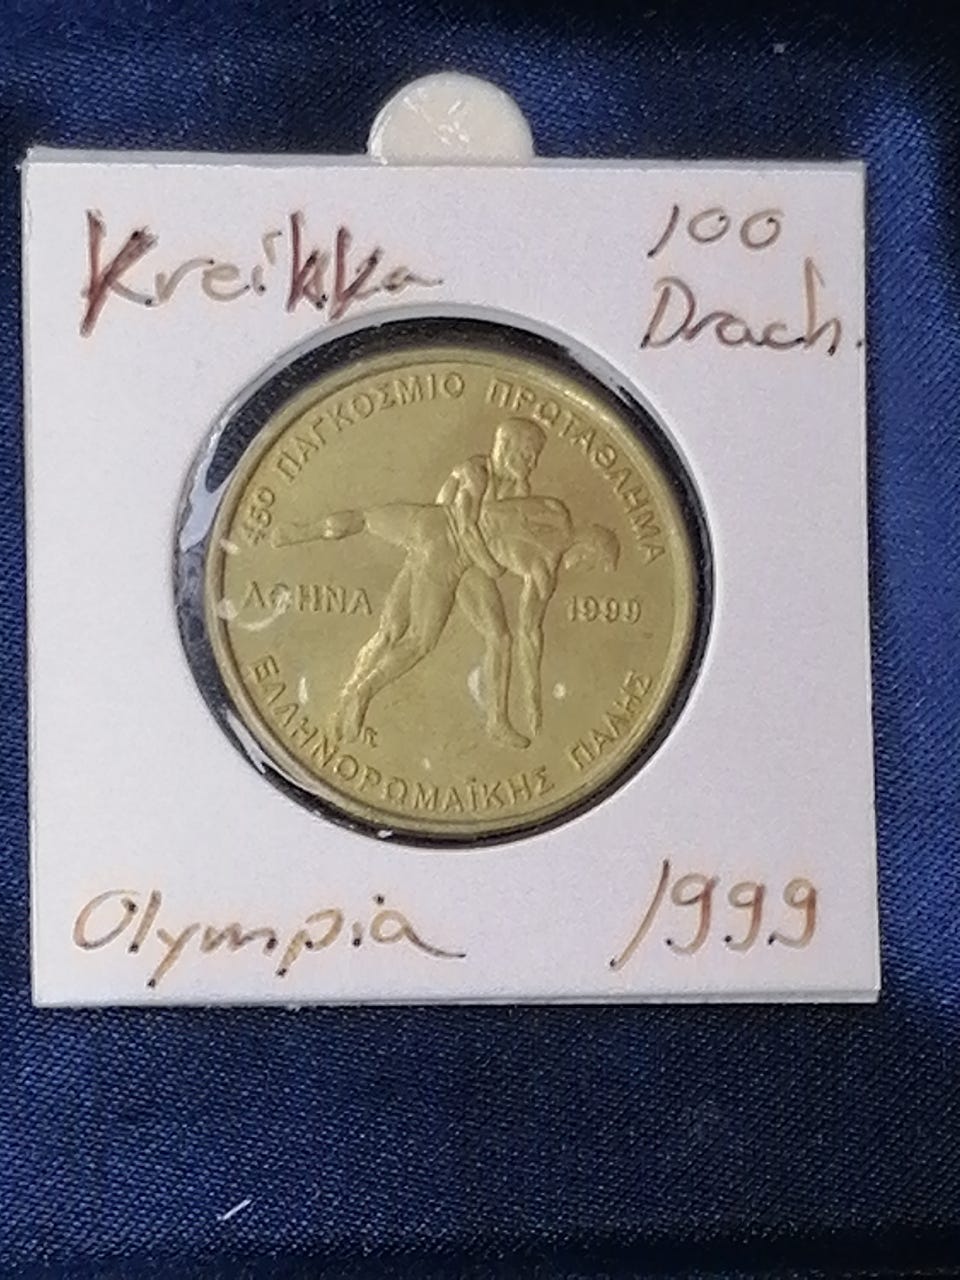 Kreikka
100
Drach.
45ο ΠΑΓΚΟΣΜΙΟ ΠΡΩΤΑΘΛΗΜΑ
ΑΘΗΝΑ 1999
ΕΛΛΗΝΟΡΩΜΑΪΚΗΣ ΠΑΛΗΣ
Olympia
1999